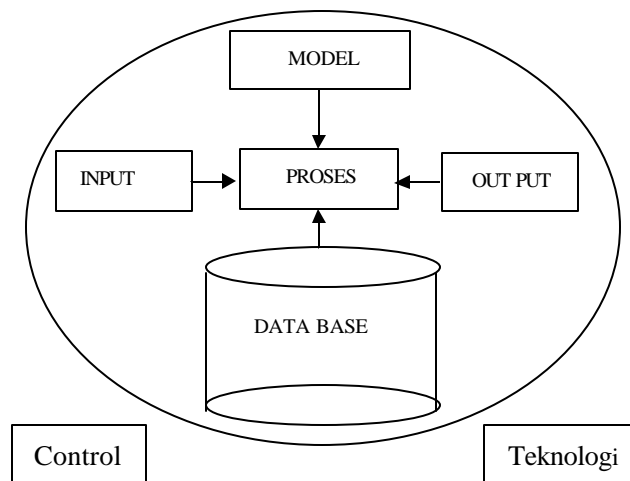 MODEL
INPUT
PROSES
OUT PUT
DATA BASE
Control
Teknologi